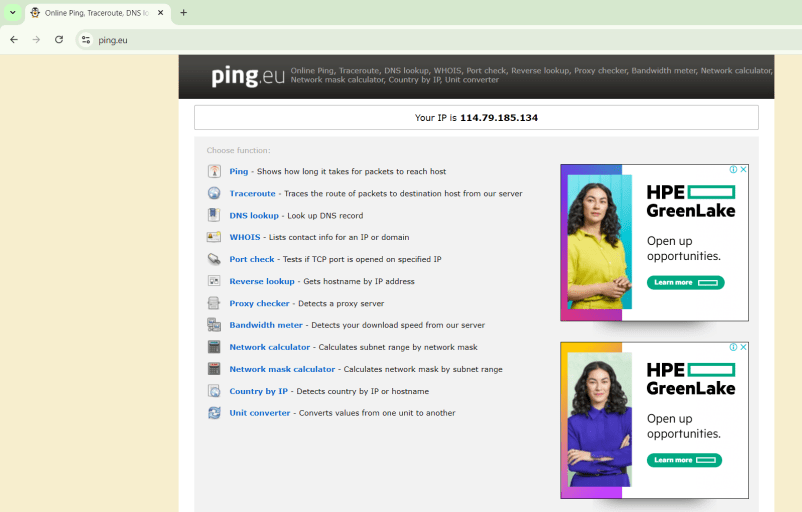 Online Ping, Traceroute, DNS lo
ping.eu
ping.eu
Online Ping, Traceroute, DNS lookup, WHOIS, Port check, Reverse lookup, Proxy checker, Bandwidth meter, Network calculator,
Network mask calculator, Country by IP, Unit converter
Your IP is 114.79.185.134
Choose function:
Ping - Shows how long it takes for packets to reach host
Traceroute - Traces the route of packets to destination host from our server
DNS lookup - Look up DNS record
WHOIS - Lists contact info for an IP or domain
Port check - Tests if TCP port is opened on specified IP
Reverse lookup - Gets hostname by IP address
Proxy checker - Detects a proxy server
Bandwidth meter - Detects your download speed from our server
Network calculator - Calculates subnet range by network mask
Network mask calculator - Calculates network mask by subnet range
Country by IP - Detects country by IP or hostname
Unit converter - Converts values from one unit to another
HPE
GreenLake
Open up
opportunities.
Learn more
HPE
GreenLake
Open up
opportunities.
Learn more